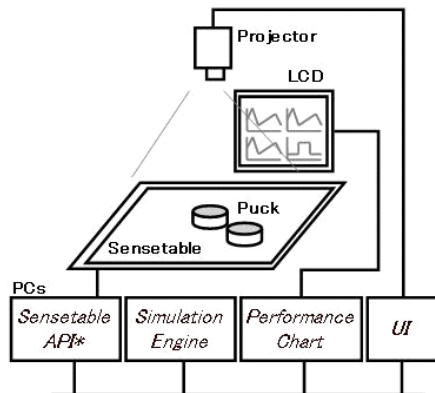 Projector
LCD
Puck
Sensetable
PCs
Sensetable
API*
Simulation
Engine
Performance
Chart
UI